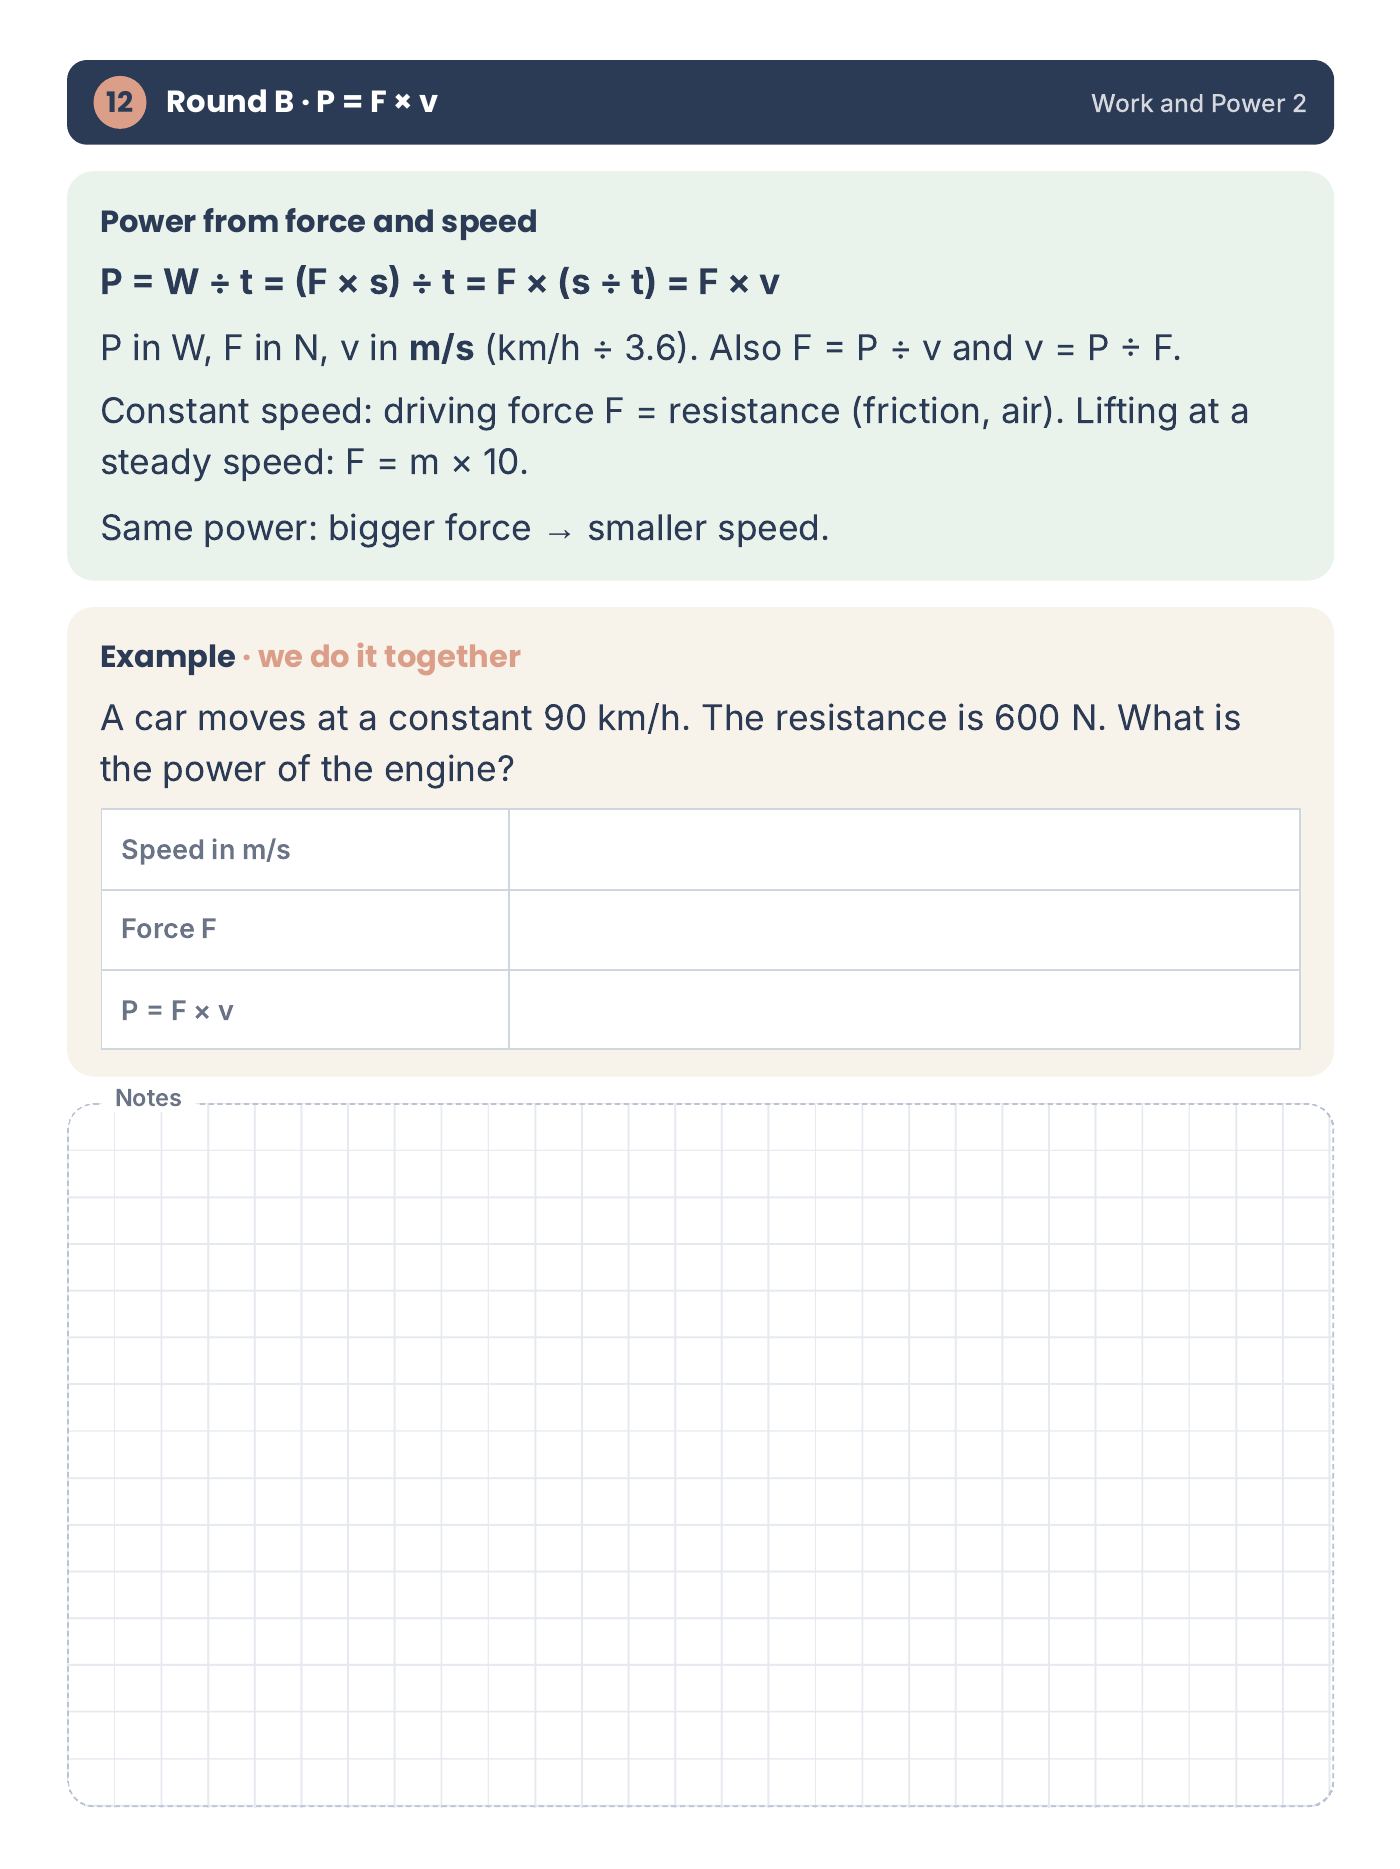 12 Round B · P = F × v
Work and Power 2
Power from force and speed
P = W ÷ t = (F × s) ÷ t = F × (s ÷ t) = F × v
P in W, F in N, v in m/s (km/h ÷ 3.6). Also F = P ÷ v and v = P ÷ F.
Constant speed: driving force F = resistance (friction, air). Lifting at a
steady speed: F = m × 10.
Same power: bigger force → smaller speed.
Example · we do it together
A car moves at a constant 90 km/h. The resistance is 600 N. What is
the power of the engine?
Speed in m/s
Force F
P = F × v
Notes